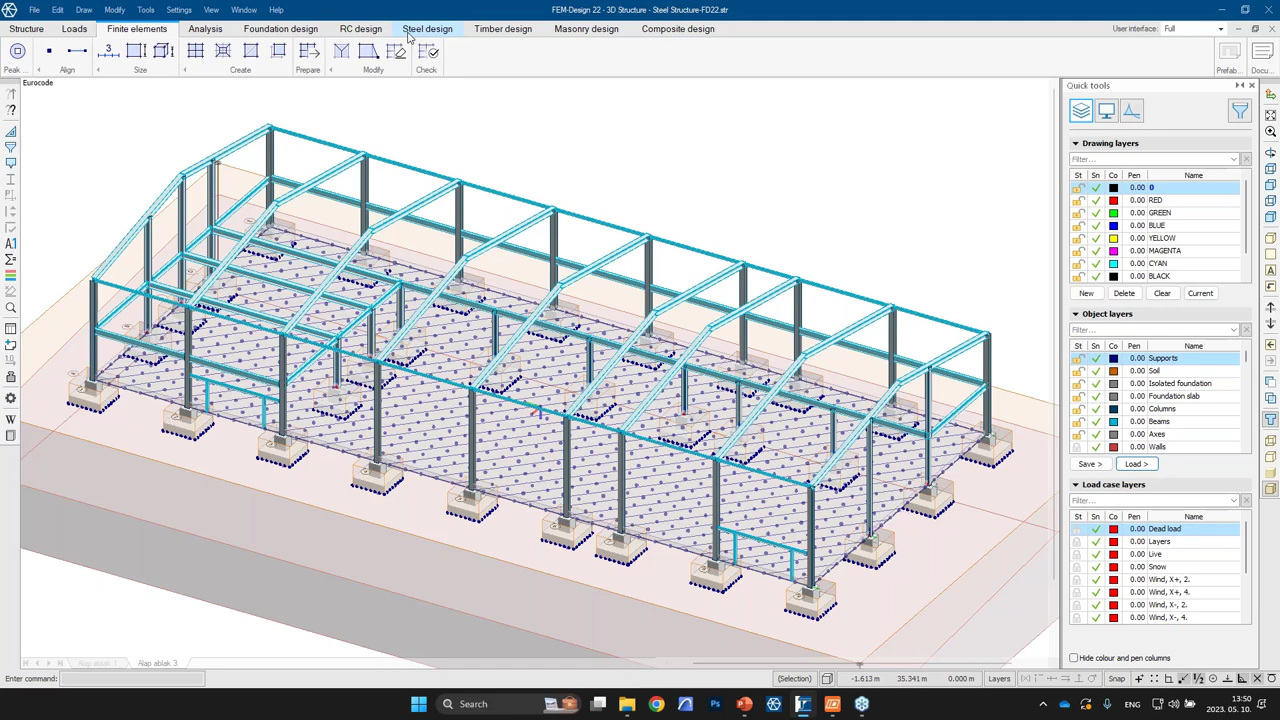 File Edit Draw Modify Tools Settings View Window Help
FEM-Design 22 - 3D Structure - Steel Structure-FD22.str
Structure Loads Finite elements Analysis Foundation design RC design Steel design Timber design Masonry design Composite design
User interface: Full
Peak ... Align Size Create Prepare Modify Check Prefab... Docu...
Eurocode
Quick tools
Drawing layers
Filter...
St Sn Co Pen Name
0.00 0
0.00 RED
0.00 GREEN
0.00 BLUE
0.00 YELLOW
0.00 MAGENTA
0.00 CYAN
0.00 BLACK
New Delete Clear Current
Object layers
Filter...
St Sn Co Pen Name
0.00 Supports
0.00 Soil
0.00 Isolated foundation
0.00 Foundation slab
0.00 Columns
0.00 Beams
0.00 Axes
0.00 Walls
Save > Load >
Load case layers
Filter...
St Sn Co Pen Name
0.00 Dead load
0.00 Layers
0.00 Live
0.00 Snow
0.00 Wind, X+, 2.
0.00 Wind, X+, 4.
0.00 Wind, X-, 2.
0.00 Wind, X-, 4.
Hide colour and pen columns
Alap ablak 1 Alap ablak 3
Enter command:
(Selection) -1.613 m 35.341 m 0.000 m Layers Snap
Search
ENG
13:50
2023. 05. 10.